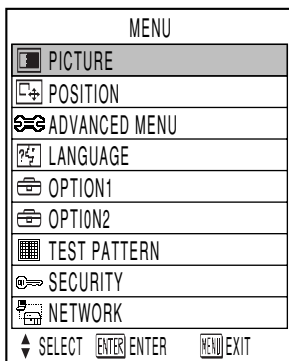 MENU
PICTURE
POSITION
ADVANCED MENU
LANGUAGE
OPTION1
OPTION2
TEST PATTERN
SECURITY
NETWORK
SELECT ENTER ENTER MENU EXIT